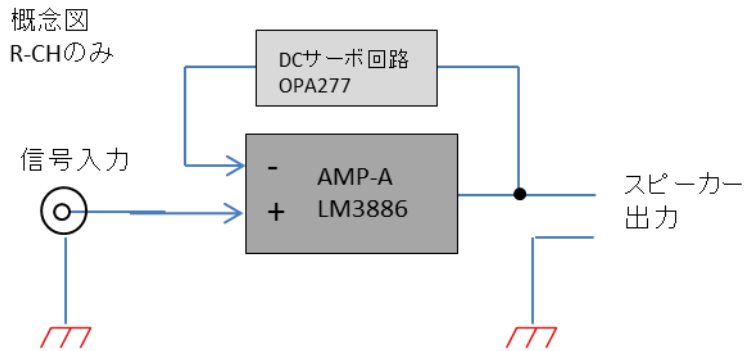 概念図
R-CHのみ
DCサーボ回路
OPA277
信号入力
-
AMP-A
+
LM3886
スピーカー
出力